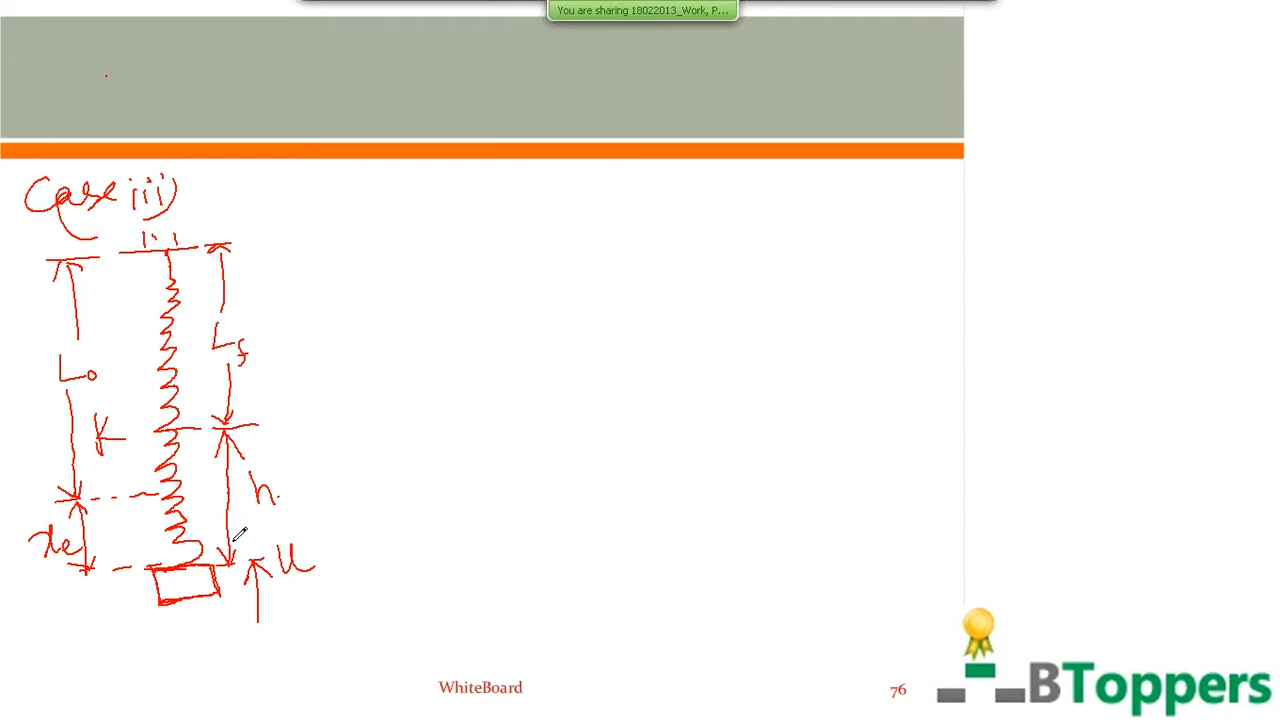 You are sharing 18022013_Work, P...
Case iii)
L0
Lf
K
h
xe
u
WhiteBoard
76
BToppers